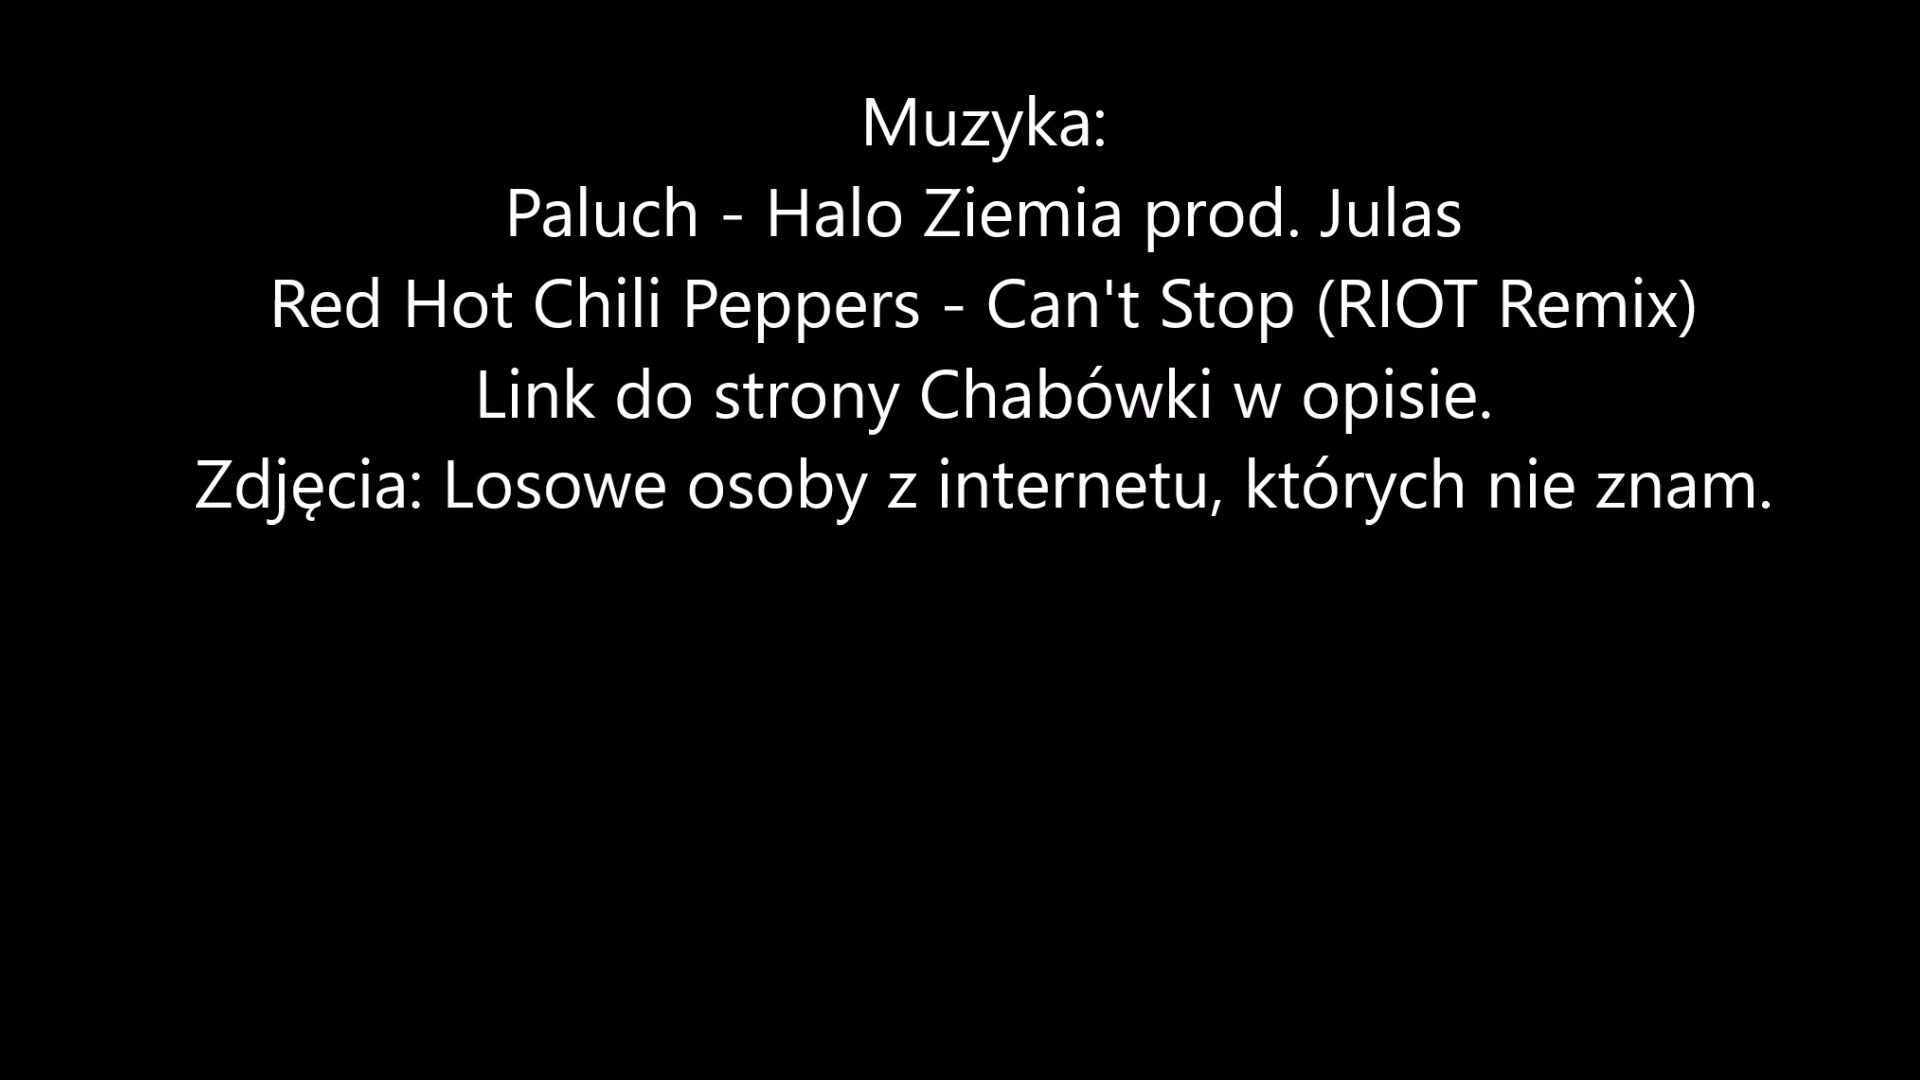 Muzyka:
Paluch - Halo Ziemia prod. Julas
Red Hot Chili Peppers - Can't Stop (RIOT Remix)
Link do strony Chabówki w opisie.
Zdjęcia: Losowe osoby z internetu, których nie znam.